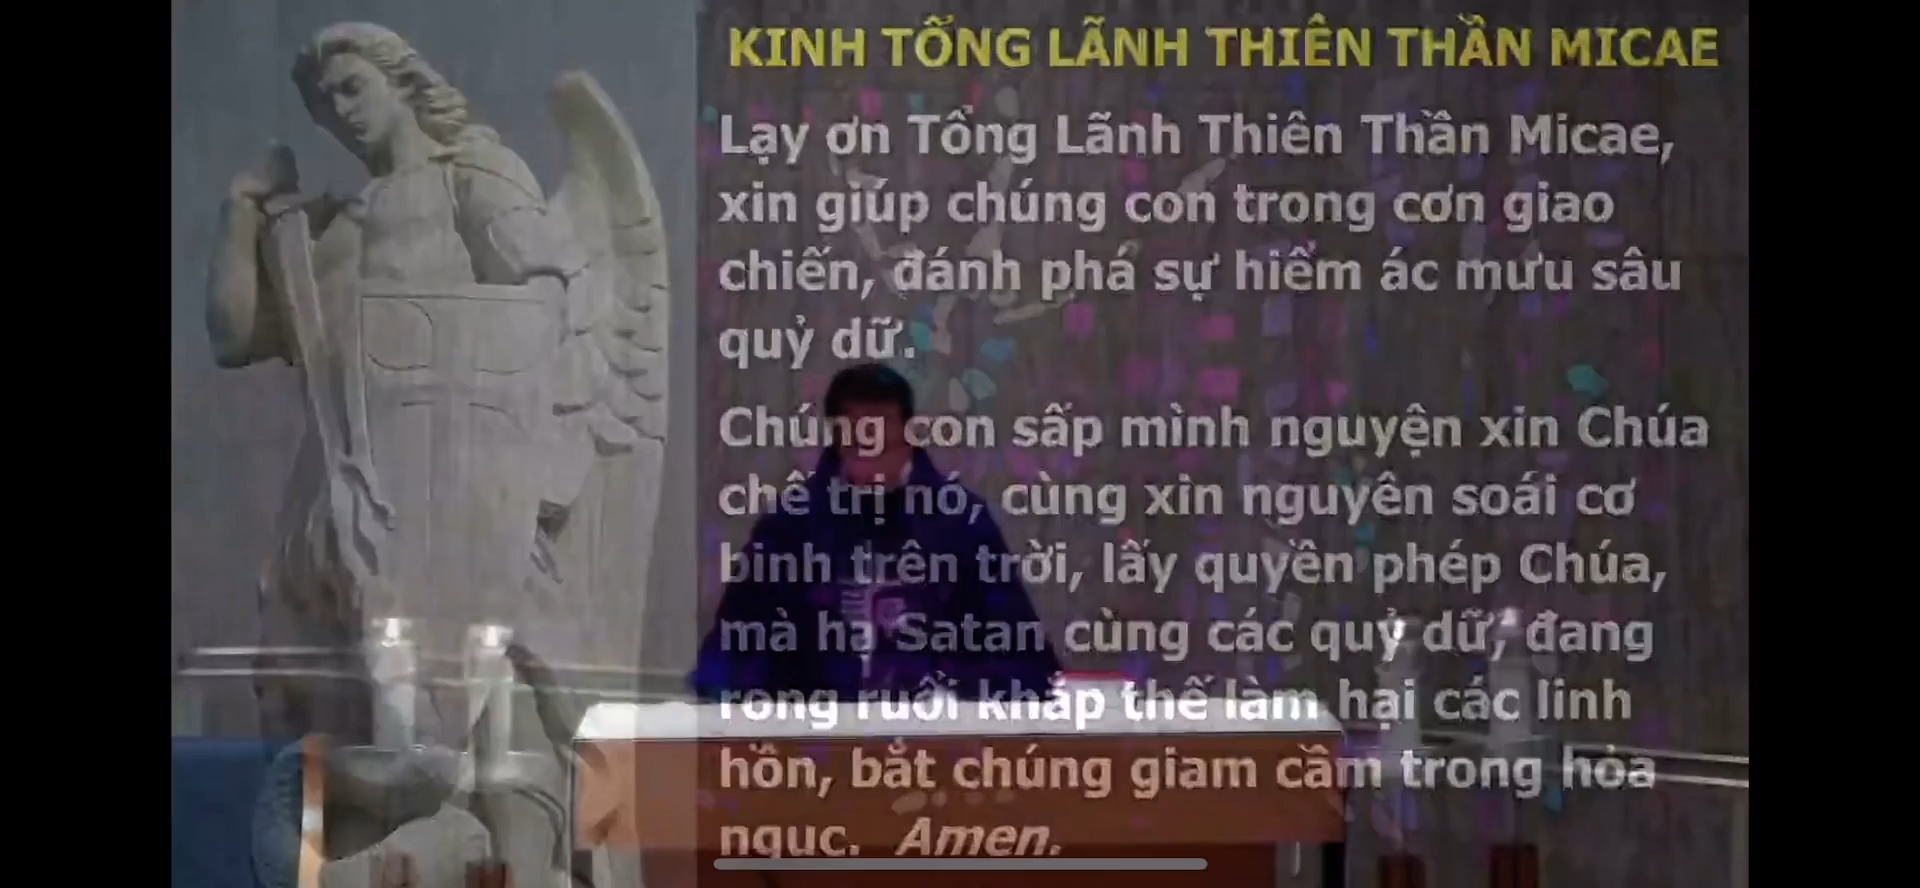 KINH TỔNG LÃNH THIÊN THẦN MICAE
Lạy ơn Tổng Lãnh Thiên Thần Micae,
xin giúp chúng con trong cơn giao
chiến, đánh phá sự hiểm ác mưu sâu
quỷ dữ.
Chúng con sấp mình nguyện xin Chúa
chế trị nó, cùng xin nguyên soái cơ
binh trên trời, lấy quyền phép Chúa,
mà hạ Satan cùng các quỷ dữ, đang
rong ruổi khắp thế làm hại các linh
hồn, bắt chúng giam cầm trong hỏa
ngục. Amen.